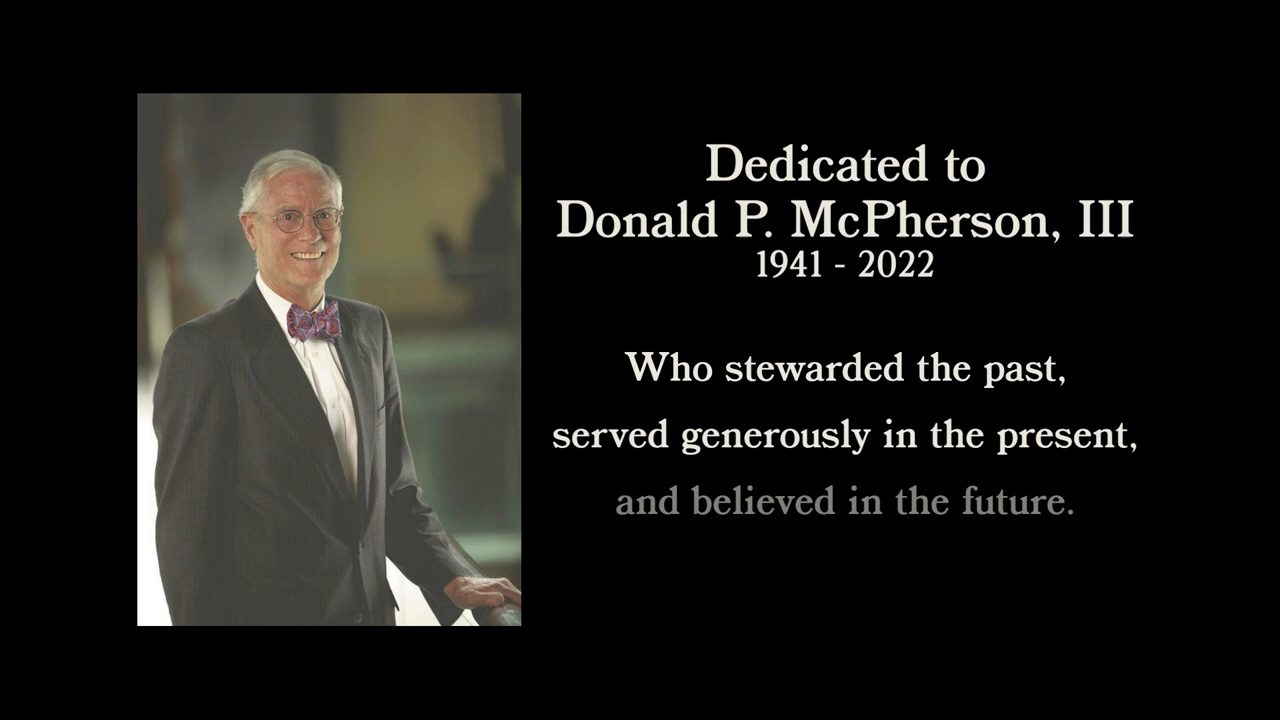 Dedicated to
Donald P. McPherson, III
1941 - 2022
Who stewarded the past,
served generously in the present,
and believed in the future.